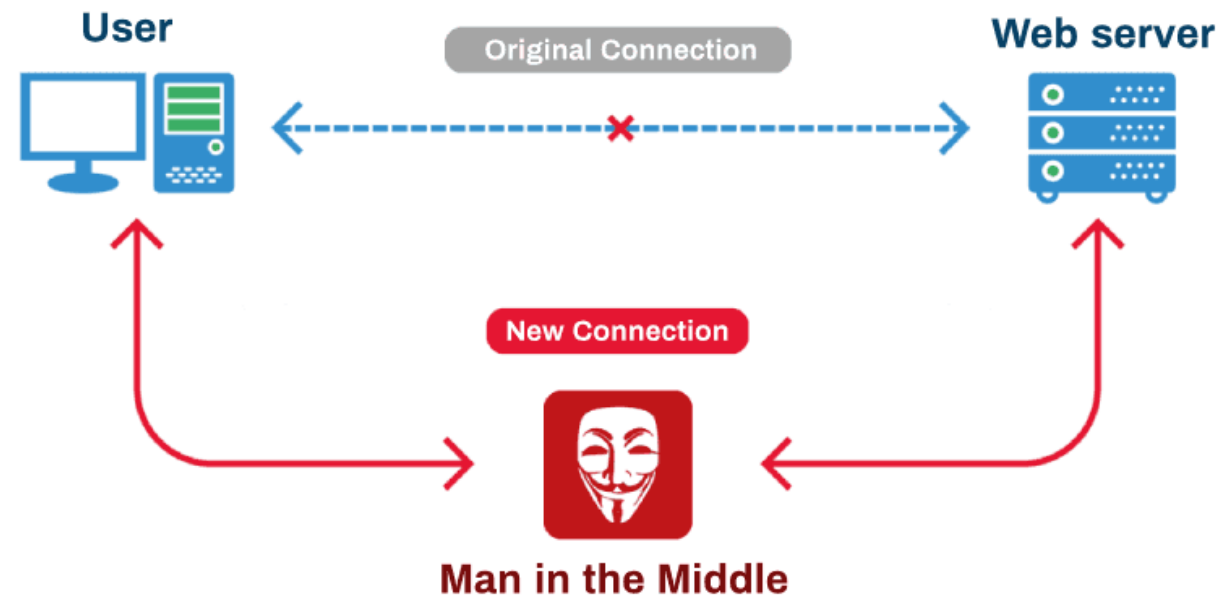 User
Original Connection
Web server
New Connection
Man in the Middle